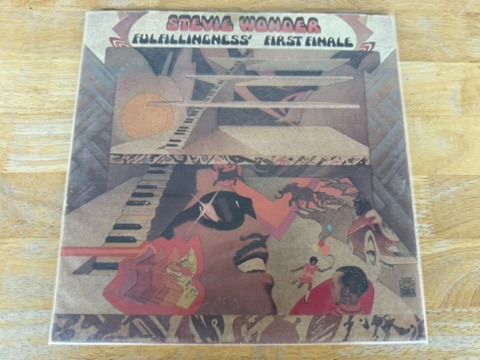 STEVIE WONDER
FULFILLINGNESS' FIRST FINALE